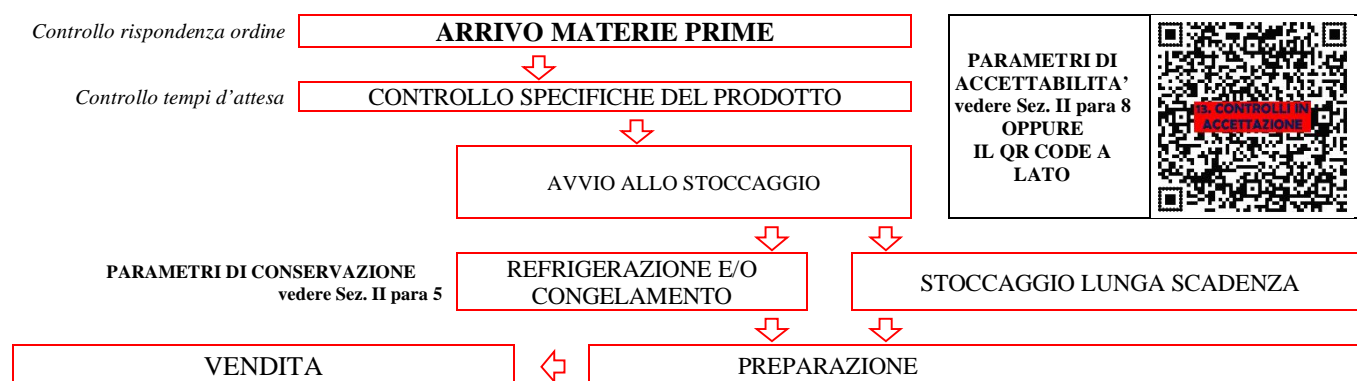 Controllo rispondenza ordine
ARRIVO MATERIE PRIME
Controllo tempi d'attesa
CONTROLLO SPECIFICHE DEL PRODOTTO
PARAMETRI DI
ACCETTABILITA’
vedere Sez. II para 8
OPPURE
IL QR CODE A
LATO
13. CONTROLLI IN
ACCETTAZIONE
AVVIO ALLO STOCCAGGIO
PARAMETRI DI CONSERVAZIONE
vedere Sez. II para 5
REFRIGERAZIONE E/O
CONGELAMENTO
STOCCAGGIO LUNGA SCADENZA
VENDITA
PREPARAZIONE